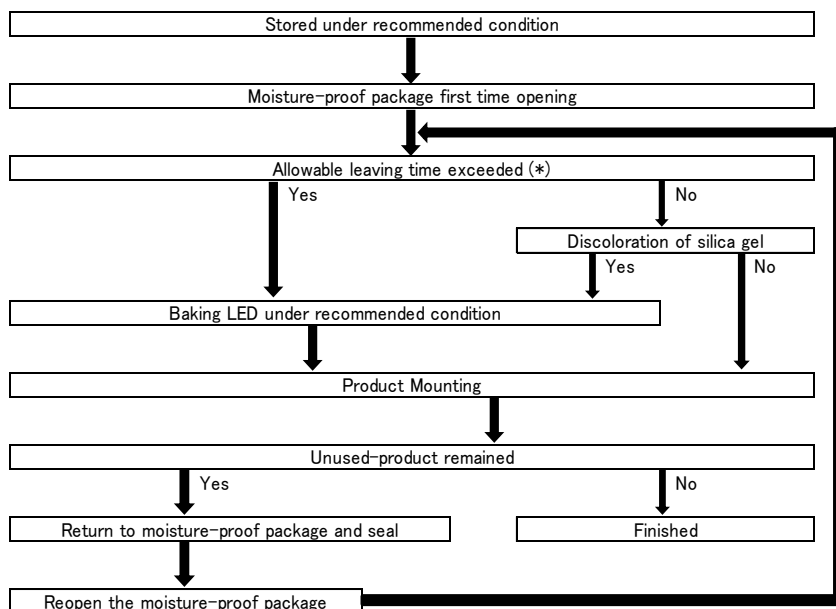 Stored under recommended condition
Moisture-proof package first time opening
Allowable leaving time exceeded (*)
Yes
No
Discoloration of silica gel
Yes
No
Baking LED under recommended condition
Product Mounting
Unused-product remained
Yes
No
Return to moisture-proof package and seal
Finished
Reopen the moisture-proof package